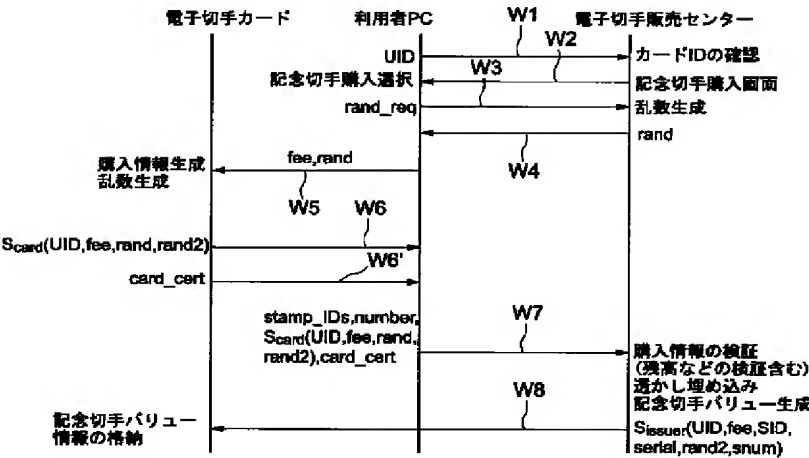 電子切手カード 利用者PC 電子切手販売センター
W1
UID カードIDの確認
W2
記念切手購入選択 記念切手購入画面
W3
rand_req 乱数生成
rand
W4
購入情報生成 fee,rand
乱数生成
W5
W6
Scard(UID,fee,rand,rand2)
W6'
card_cert
stamp_IDs,number,
Scard(UID,fee,rand,
rand2),card_cert
W7
購入情報の検証
(残高などの検証含む)
透かし埋め込み
記念切手バリュー生成
W8
記念切手バリュー
情報の格納
Sissuer(UID,fee,SID,
serial,rand2,snum)